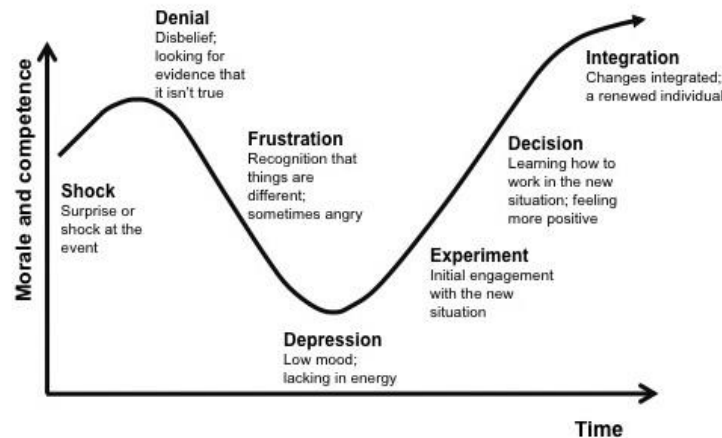 Denial
Disbelief;
looking for
evidence that
it isn't true
Integration
Changes integrated;
a renewed individual
Frustration
Recognition that
things are
different;
sometimes angry
Decision
Learning how to
work in the new
situation; feeling
more positive
Shock
Surprise or
shock at the
event
Experiment
Initial engagement
with the new
situation
Depression
Low mood;
lacking in energy
Morale and competence
Time